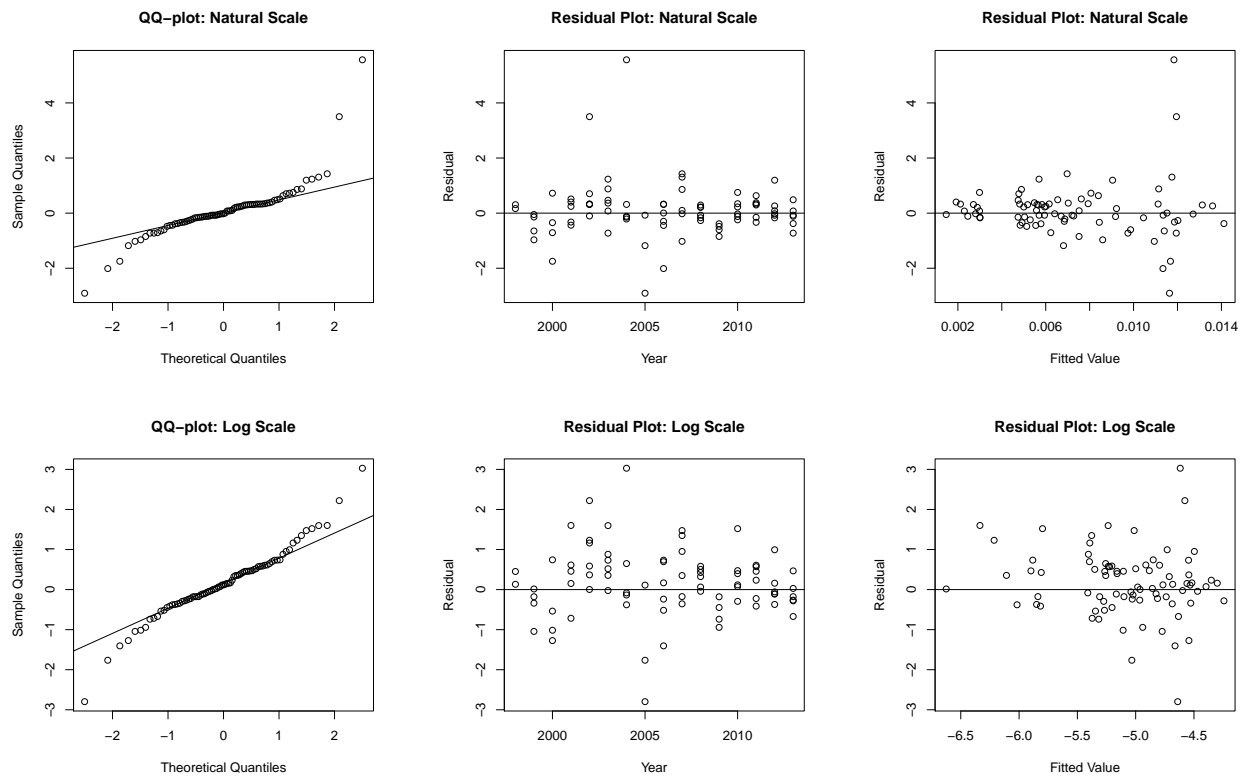 QQ−plot: Natural Scale
Sample Quantiles
4
2
0
−2
−2 −1 0 1 2
Theoretical Quantiles
Residual Plot: Natural Scale
Residual
4
2
0
−2
2000 2005 2010
Year
Residual Plot: Natural Scale
Residual
4
2
0
−2
0.002 0.006 0.010 0.014
Fitted Value
QQ−plot: Log Scale
Sample Quantiles
3
2
1
0
−1
−2
−3
−2 −1 0 1 2
Theoretical Quantiles
Residual Plot: Log Scale
Residual
3
2
1
0
−1
−2
−3
2000 2005 2010
Year
Residual Plot: Log Scale
Residual
3
2
1
0
−1
−2
−3
−6.5 −6.0 −5.5 −5.0 −4.5
Fitted Value